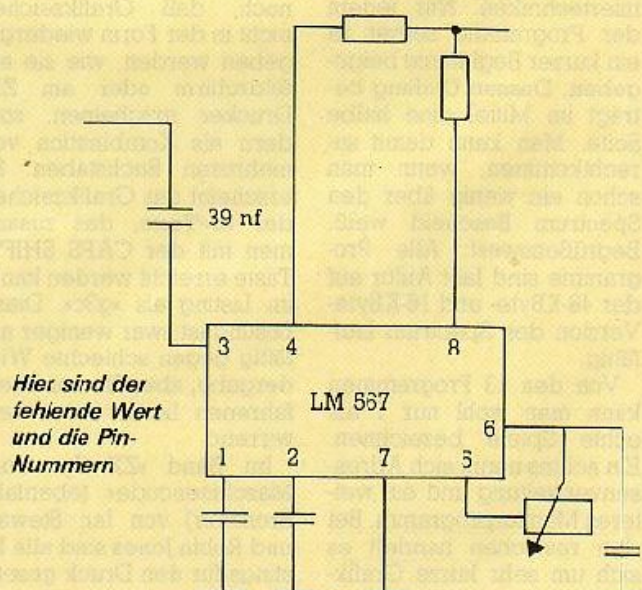 39 nf
3 4 8
Hier sind der
fehlende Wert
und die Pin-
Nummern
LM 567
6
1 2 7 5